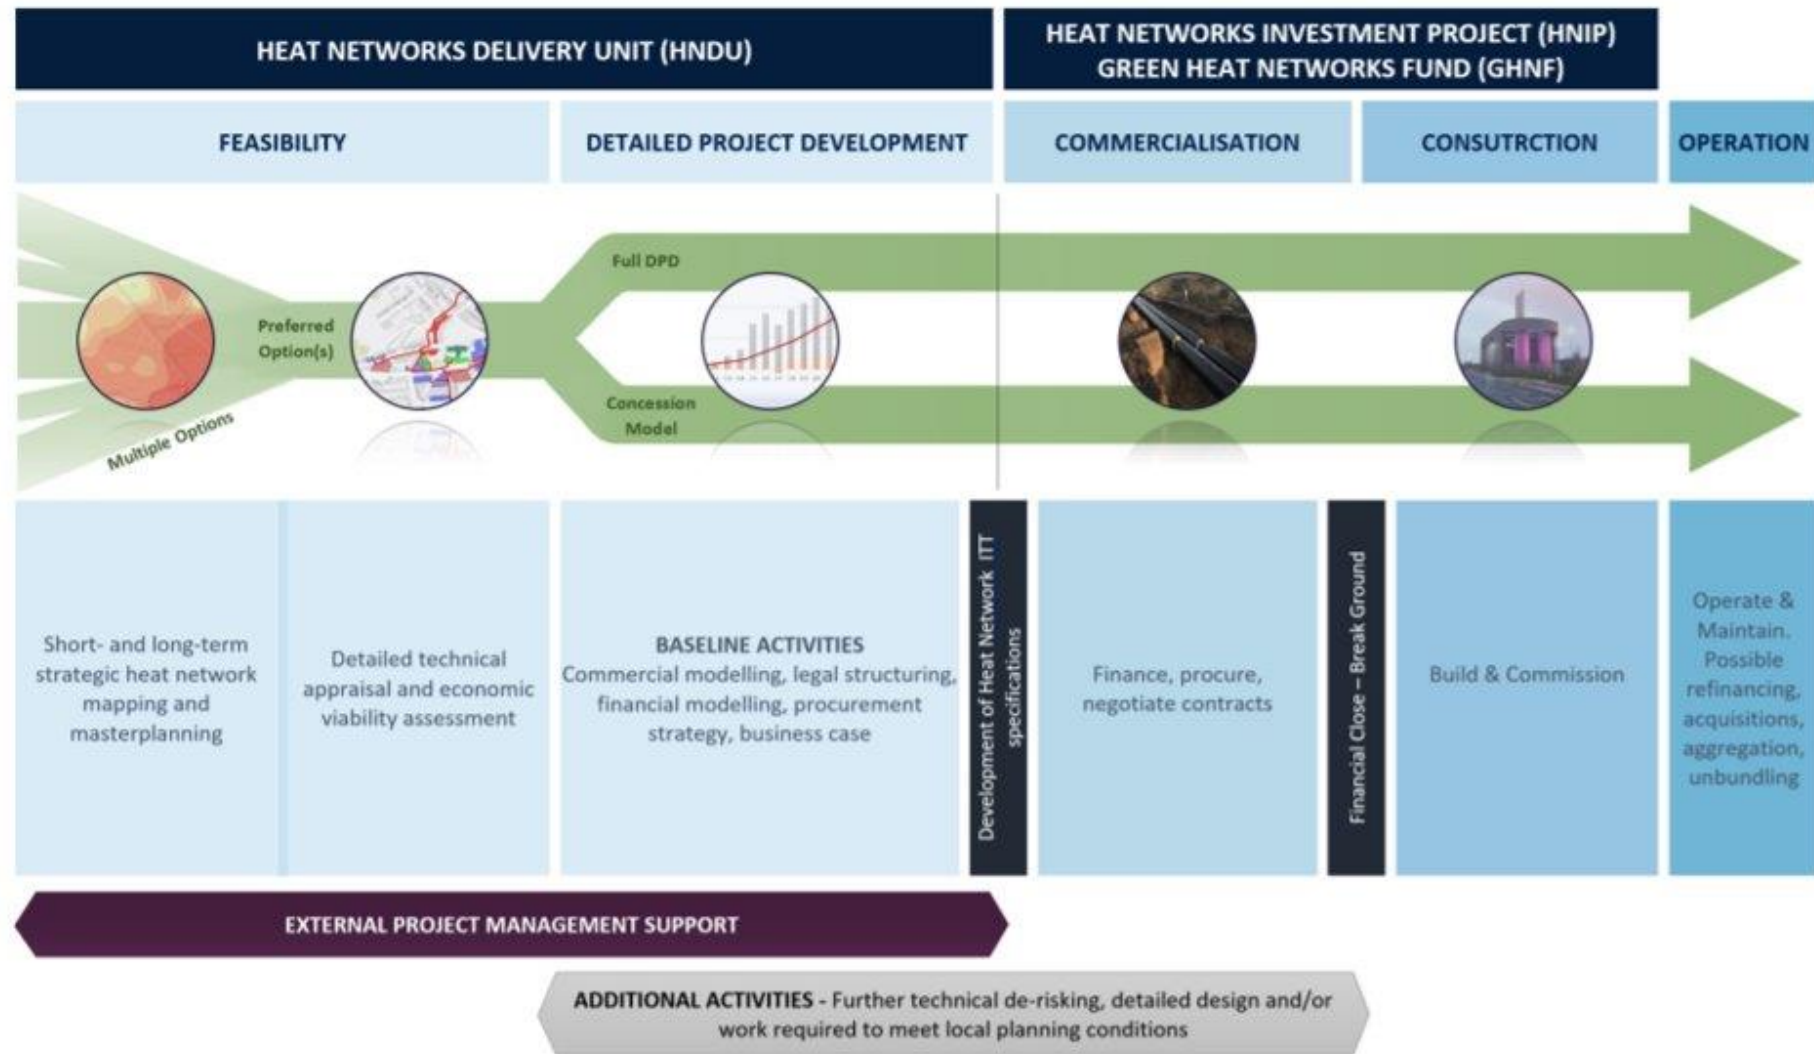 HEAT NETWORKS DELIVERY UNIT (HNDU)
HEAT NETWORKS INVESTMENT PROJECT (HNIP)
GREEN HEAT NETWORKS FUND (GHNF)
FEASIBILITY
DETAILED PROJECT DEVELOPMENT
COMMERCIALISATION
CONSUTRCTION
OPERATION
Multiple Options
Preferred
Option(s)
Full DPD
Concession
Model
Short- and long-term
strategic heat network
mapping and
masterplanning
Detailed technical
appraisal and economic
viability assessment
BASELINE ACTIVITIES
Commercial modelling, legal structuring,
financial modelling, procurement
strategy, business case
Development of Heat Network ITT
specifications
Finance, procure,
negotiate contracts
Financial Close – Break Ground
Build & Commission
Operate &
Maintain.
Possible
refinancing,
acquisitions,
aggregation,
unbundling
EXTERNAL PROJECT MANAGEMENT SUPPORT
ADDITIONAL ACTIVITIES - Further technical de-risking, detailed design and/or
work required to meet local planning conditions